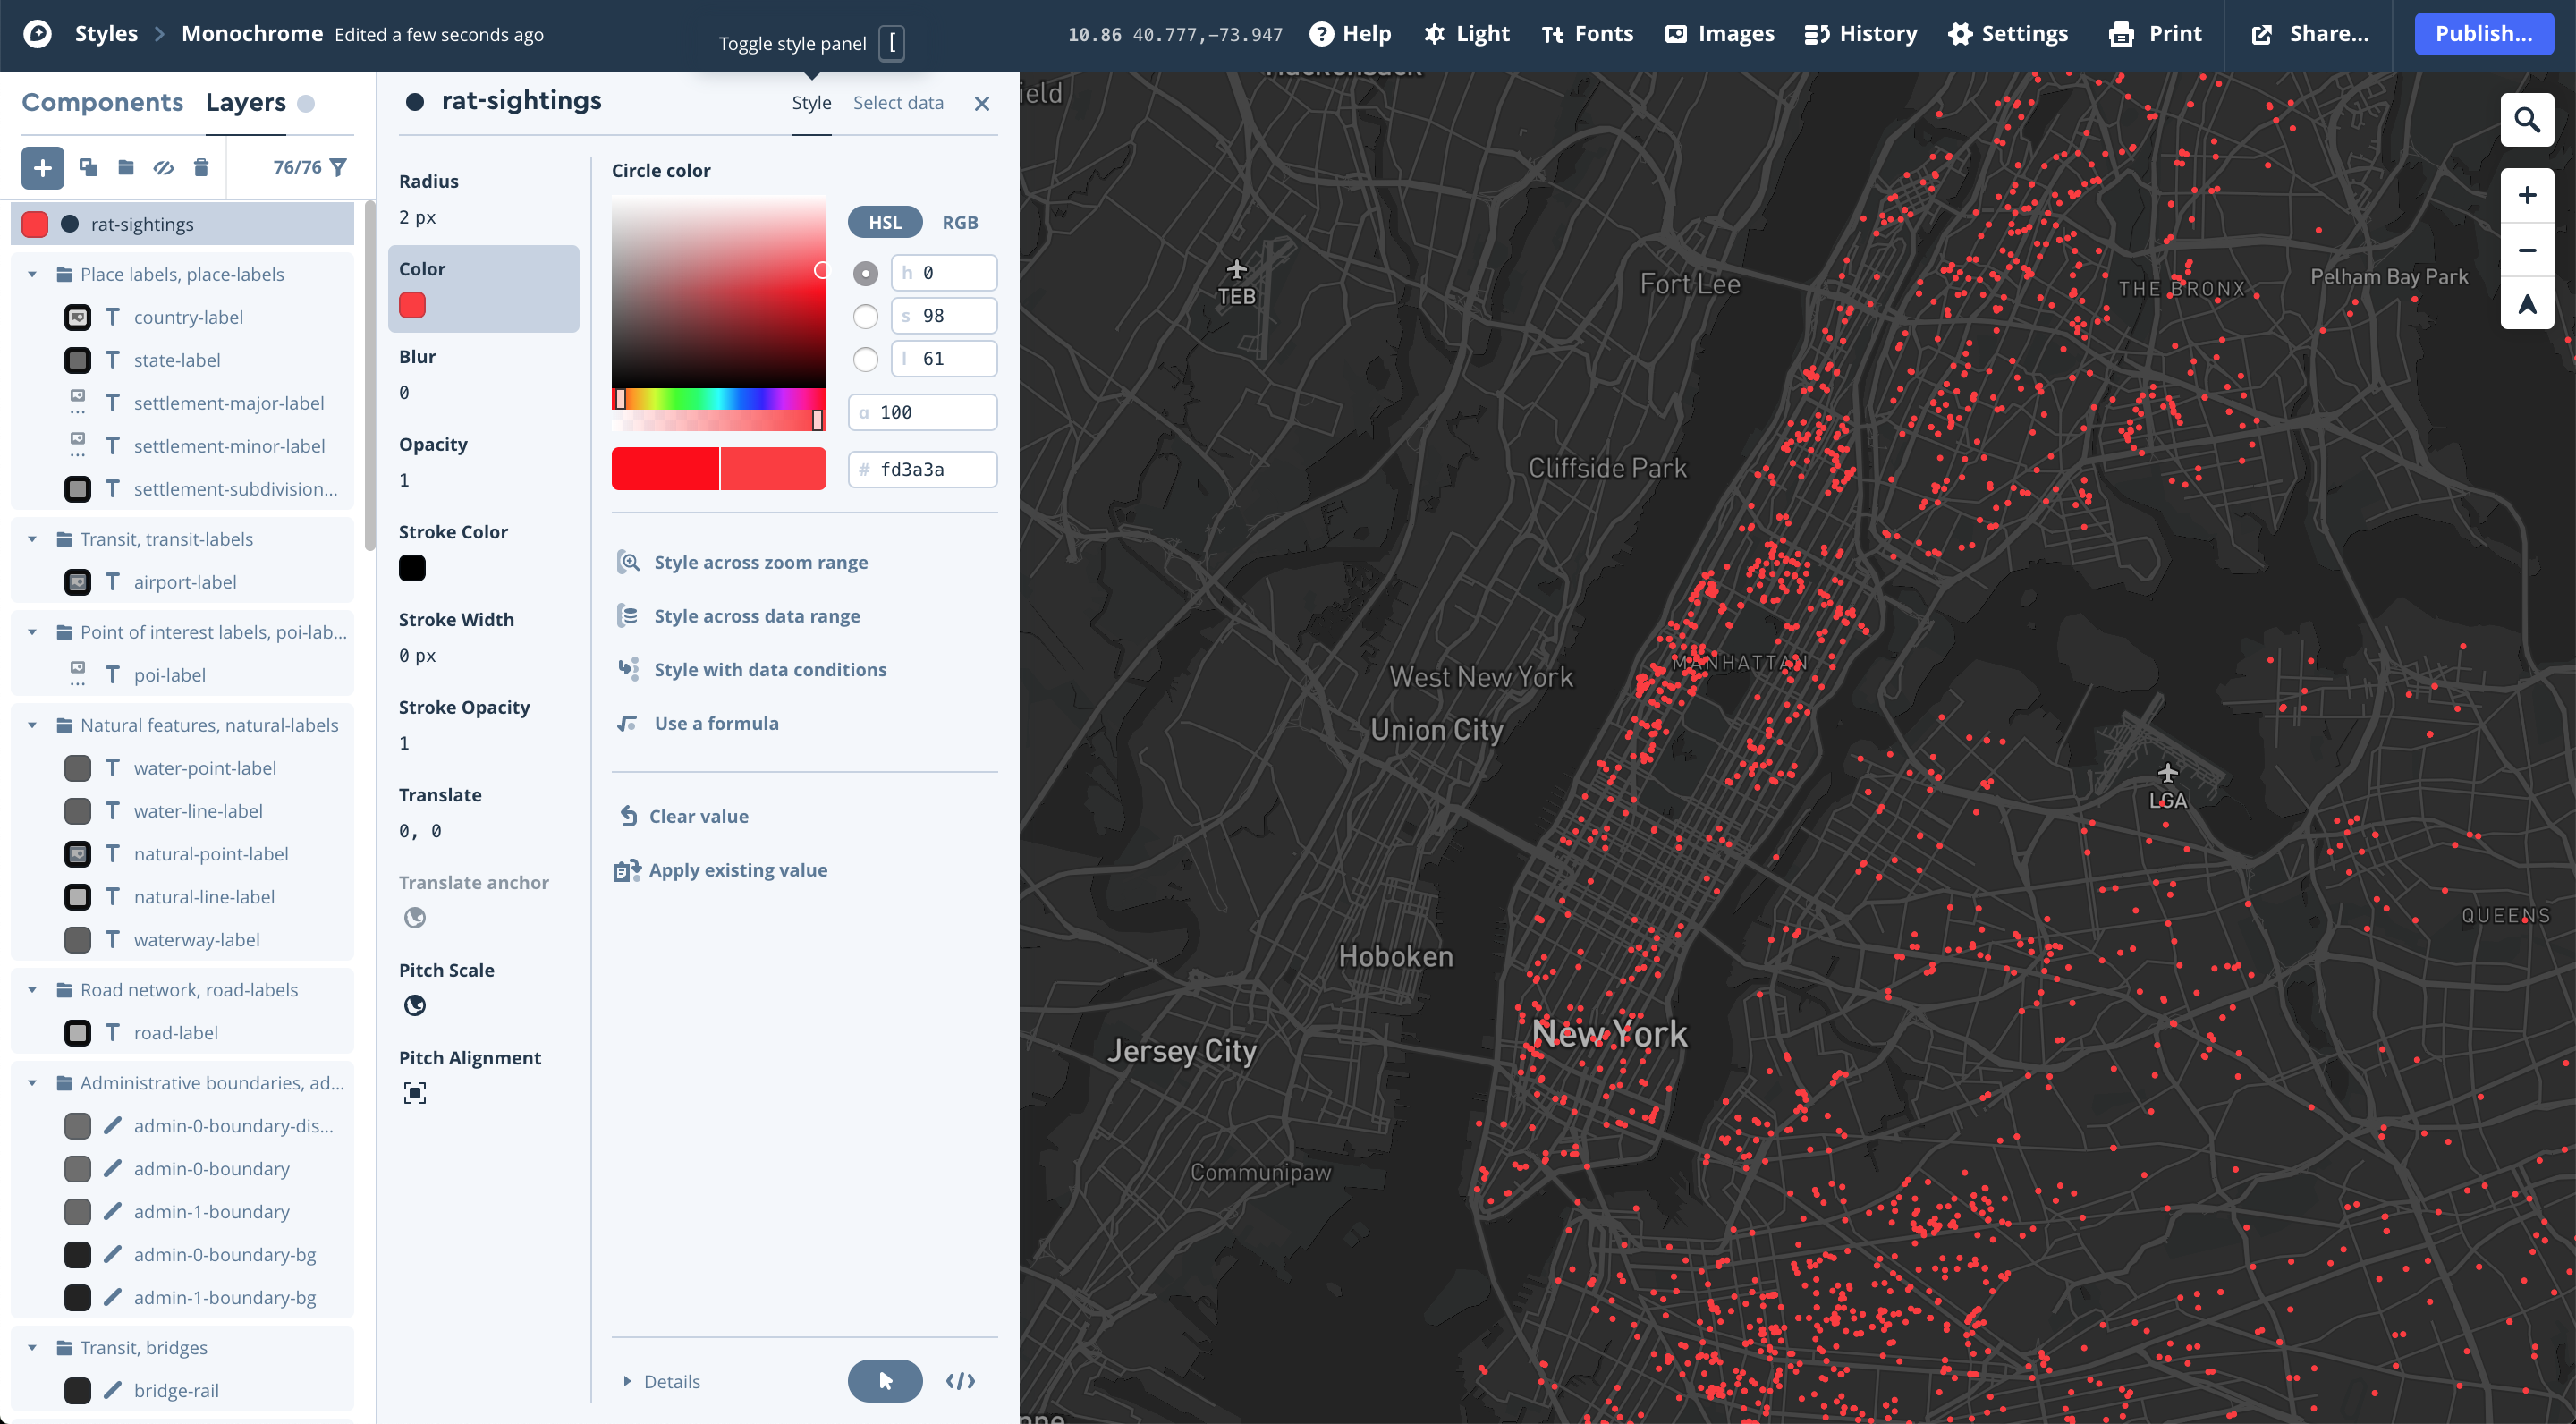 Styles > Monochrome Edited a few seconds ago
Toggle style panel [
10.86 40.777,−73.947
Help
Light
Fonts
Images
History
Settings
Print
Share...
Publish...
Components Layers
76/76
rat-sightings
Place labels, place-labels
country-label
state-label
settlement-major-label
settlement-minor-label
settlement-subdivision...
Transit, transit-labels
airport-label
Point of interest labels, poi-lab...
poi-label
Natural features, natural-labels
water-point-label
water-line-label
natural-point-label
natural-line-label
waterway-label
Road network, road-labels
road-label
Administrative boundaries, ad...
admin-0-boundary-dis...
admin-0-boundary
admin-1-boundary
admin-0-boundary-bg
admin-1-boundary-bg
Transit, bridges
bridge-rail
rat-sightings
Style Select data
Radius
2 px
Color
Blur
0
Opacity
1
Stroke Color
Stroke Width
0 px
Stroke Opacity
1
Translate
0, 0
Translate anchor
Pitch Scale
Pitch Alignment
Circle color
HSL RGB
h 0
s 98
l 61
a 100
# fd3a3a
Style across zoom range
Style across data range
Style with data conditions
Use a formula
Clear value
Apply existing value
Details
</>
Hackensack
ield
TEB
Fort Lee
THE BRONX
Pelham Bay Park
Cliffside Park
MANHATTAN
West New York
Union City
LGA
QUEENS
Hoboken
New York
Jersey City
Communipaw